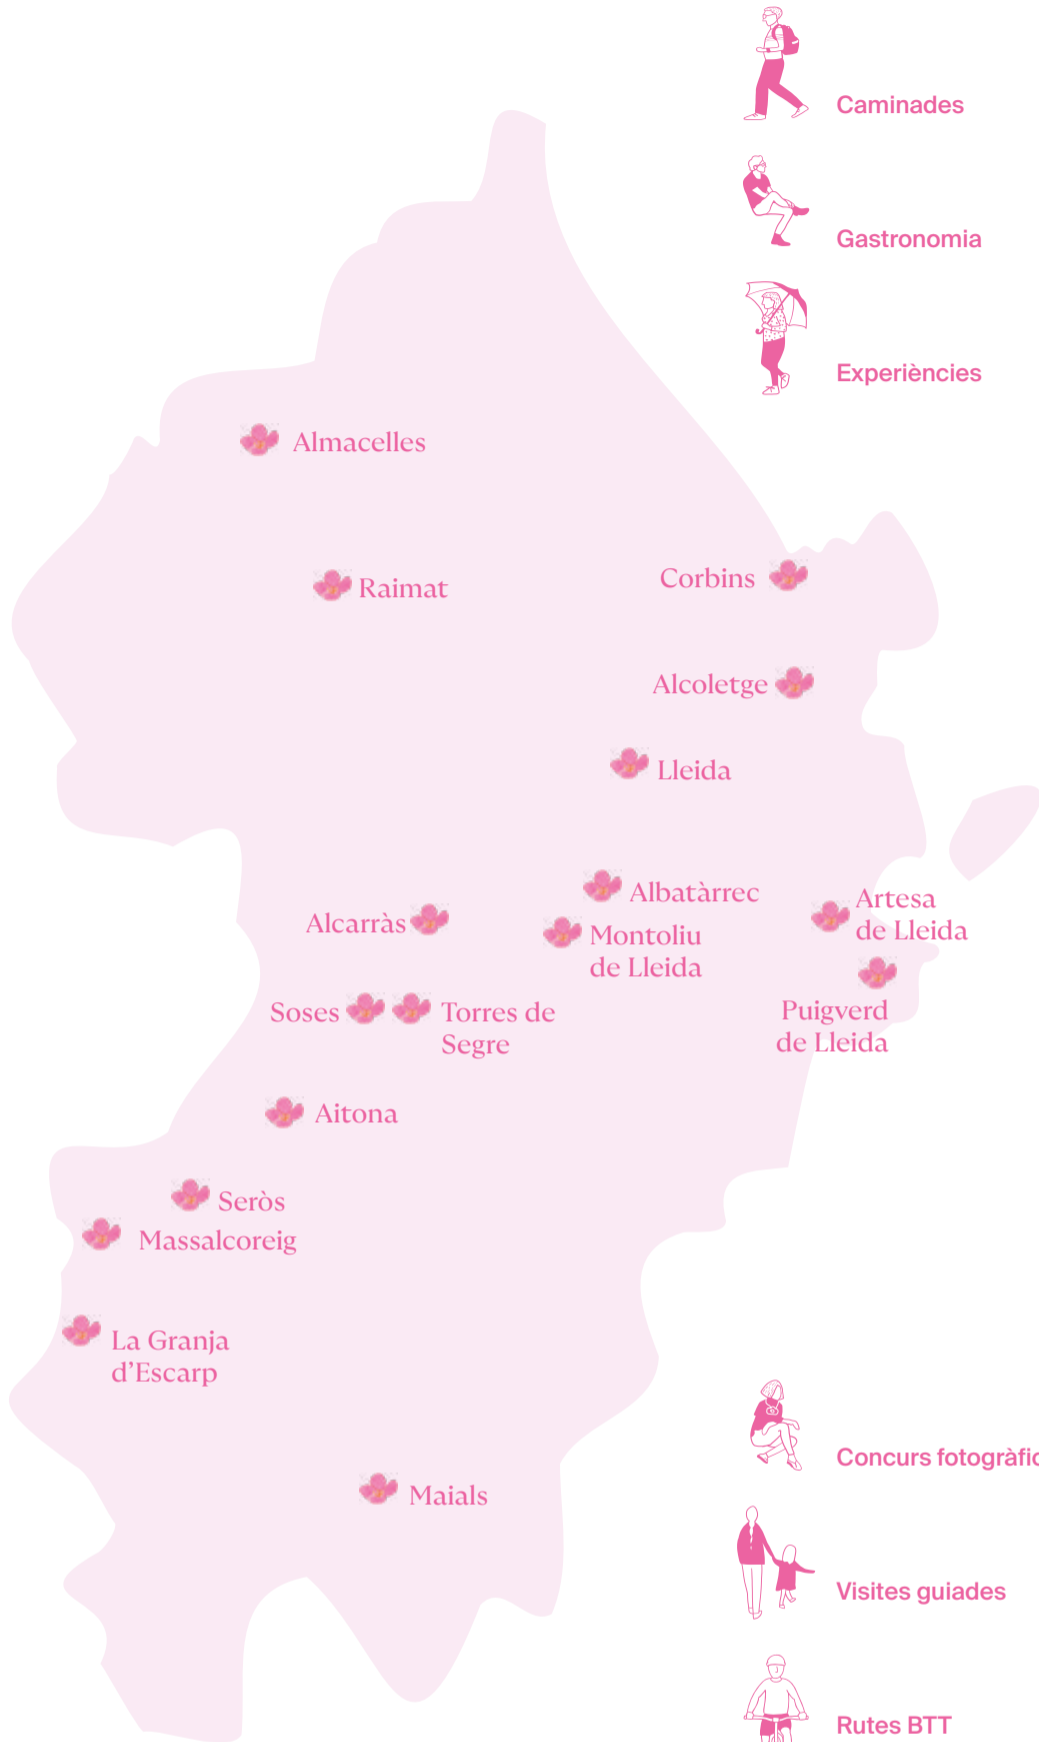 Caminades
Gastronomia
Experiències
Almacelles
Raimat
Corbins
Alcoletge
Lleida
Albatàrrec
Artesa
de Lleida
Alcarràs
Montoliu
de Lleida
Puigverd
de Lleida
Soses
Torres de
Segre
Aitona
Seròs
Massalcoreig
La Granja
d’Escarp
Maials
Concurs fotogràfic
Visites guiades
Rutes BTT